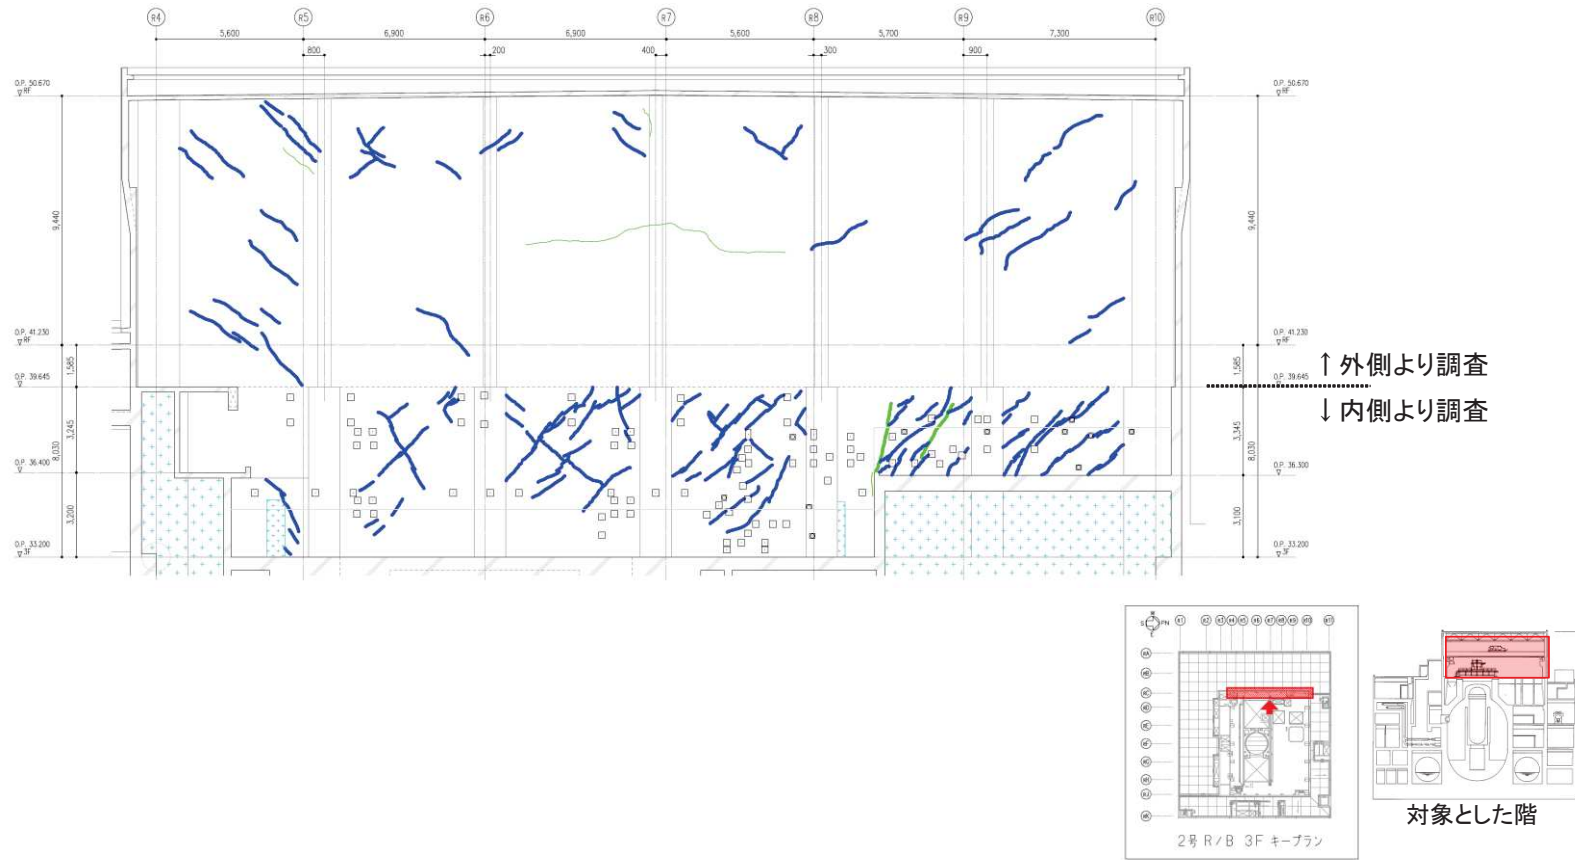 R4 R5 R6 R7 R8 R9 R10
5,600 6,900 6,900 5,600 5,700 7,300
800 200 400 300 900
O.P. 50.670
▽RF
O.P. 50.670
▽RF
9,440
9,440
O.P. 41.230
▽RF
O.P. 41.230
▽RF
1,585
1,585
O.P. 39.645
O.P. 39.645
↑外側より調査
↓内側より調査
3,245
8,030
3,345
8,030
O.P. 36.400
▽
O.P. 36.300
▽
3,200
3,100
O.P. 33.200
▽3F
O.P. 33.200
▽3F
2号 R/B 3F キープラン
対象とした階